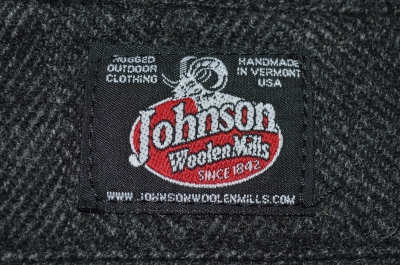 RUGGED
OUTDOOR
CLOTHING
HANDMADE
IN VERMONT
USA
Johnson
Woolen Mills
SINCE 1842
WWW.JOHNSONWOOLENMILLS.COM